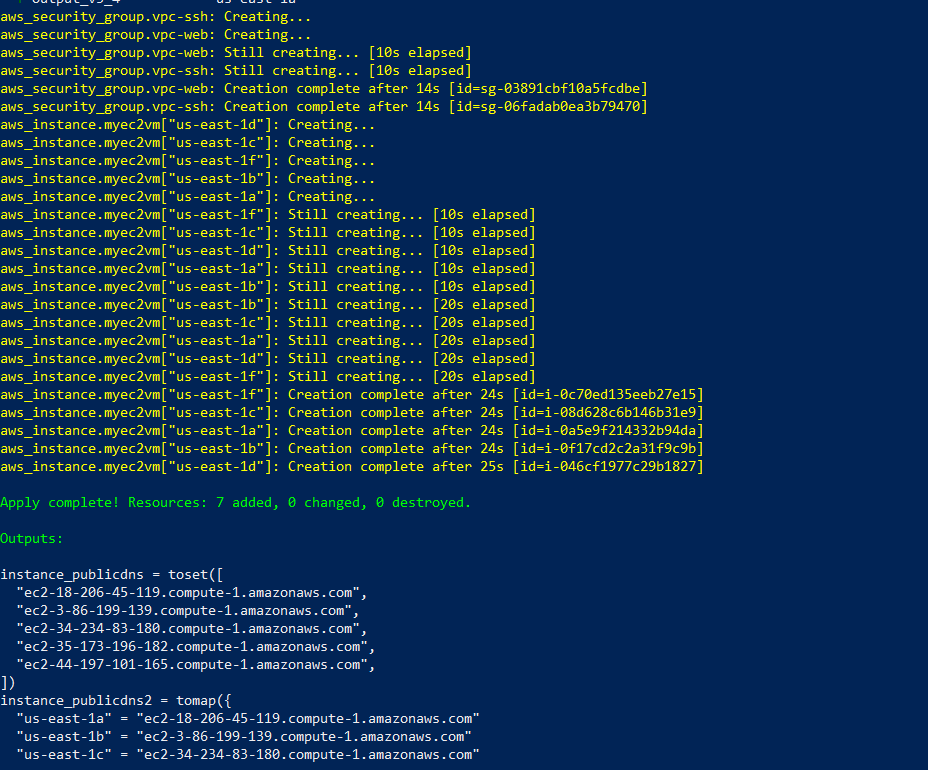 aws_security_group.vpc-ssh: Creating...
aws_security_group.vpc-web: Creating...
aws_security_group.vpc-web: Still creating... [10s elapsed]
aws_security_group.vpc-ssh: Still creating... [10s elapsed]
aws_security_group.vpc-web: Creation complete after 14s [id=sg-03891cbf10a5fcdbe]
aws_security_group.vpc-ssh: Creation complete after 14s [id=sg-06fadab0ea3b79470]
aws_instance.myec2vm["us-east-1d"]: Creating...
aws_instance.myec2vm["us-east-1c"]: Creating...
aws_instance.myec2vm["us-east-1f"]: Creating...
aws_instance.myec2vm["us-east-1b"]: Creating...
aws_instance.myec2vm["us-east-1a"]: Creating...
aws_instance.myec2vm["us-east-1f"]: Still creating... [10s elapsed]
aws_instance.myec2vm["us-east-1c"]: Still creating... [10s elapsed]
aws_instance.myec2vm["us-east-1d"]: Still creating... [10s elapsed]
aws_instance.myec2vm["us-east-1a"]: Still creating... [10s elapsed]
aws_instance.myec2vm["us-east-1b"]: Still creating... [10s elapsed]
aws_instance.myec2vm["us-east-1b"]: Still creating... [20s elapsed]
aws_instance.myec2vm["us-east-1c"]: Still creating... [20s elapsed]
aws_instance.myec2vm["us-east-1a"]: Still creating... [20s elapsed]
aws_instance.myec2vm["us-east-1d"]: Still creating... [20s elapsed]
aws_instance.myec2vm["us-east-1f"]: Still creating... [20s elapsed]
aws_instance.myec2vm["us-east-1f"]: Creation complete after 24s [id=i-0c70ed135eeb27e15]
aws_instance.myec2vm["us-east-1c"]: Creation complete after 24s [id=i-08d628c6b146b31e9]
aws_instance.myec2vm["us-east-1a"]: Creation complete after 24s [id=i-0a5e9f214332b94da]
aws_instance.myec2vm["us-east-1b"]: Creation complete after 24s [id=i-0f17cd2c2a31f9c9b]
aws_instance.myec2vm["us-east-1d"]: Creation complete after 25s [id=i-046cf1977c29b1827]
Apply complete! Resources: 7 added, 0 changed, 0 destroyed.
Outputs:
instance_publicdns = toset([
"ec2-18-206-45-119.compute-1.amazonaws.com",
"ec2-3-86-199-139.compute-1.amazonaws.com",
"ec2-34-234-83-180.compute-1.amazonaws.com",
"ec2-35-173-196-182.compute-1.amazonaws.com",
"ec2-44-197-101-165.compute-1.amazonaws.com",
])
instance_publicdns2 = tomap({
"us-east-1a" = "ec2-18-206-45-119.compute-1.amazonaws.com"
"us-east-1b" = "ec2-3-86-199-139.compute-1.amazonaws.com"
"us-east-1c" = "ec2-34-234-83-180.compute-1.amazonaws.com"